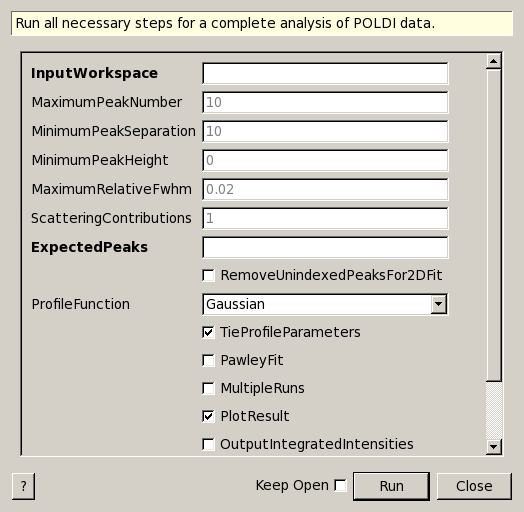 Run all necessary steps for a complete analysis of POLDI data.
InputWorkspace
MaximumPeakNumber 10
MinimumPeakSeparation 10
MinimumPeakHeight 0
MaximumRelativeFwhm 0.02
ScatteringContributions 1
ExpectedPeaks
RemoveUnindexedPeaksFor2DFit
ProfileFunction Gaussian
TieProfileParameters
PawleyFit
MultipleRuns
PlotResult
OutputIntegratedIntensities
? Keep Open Run Close